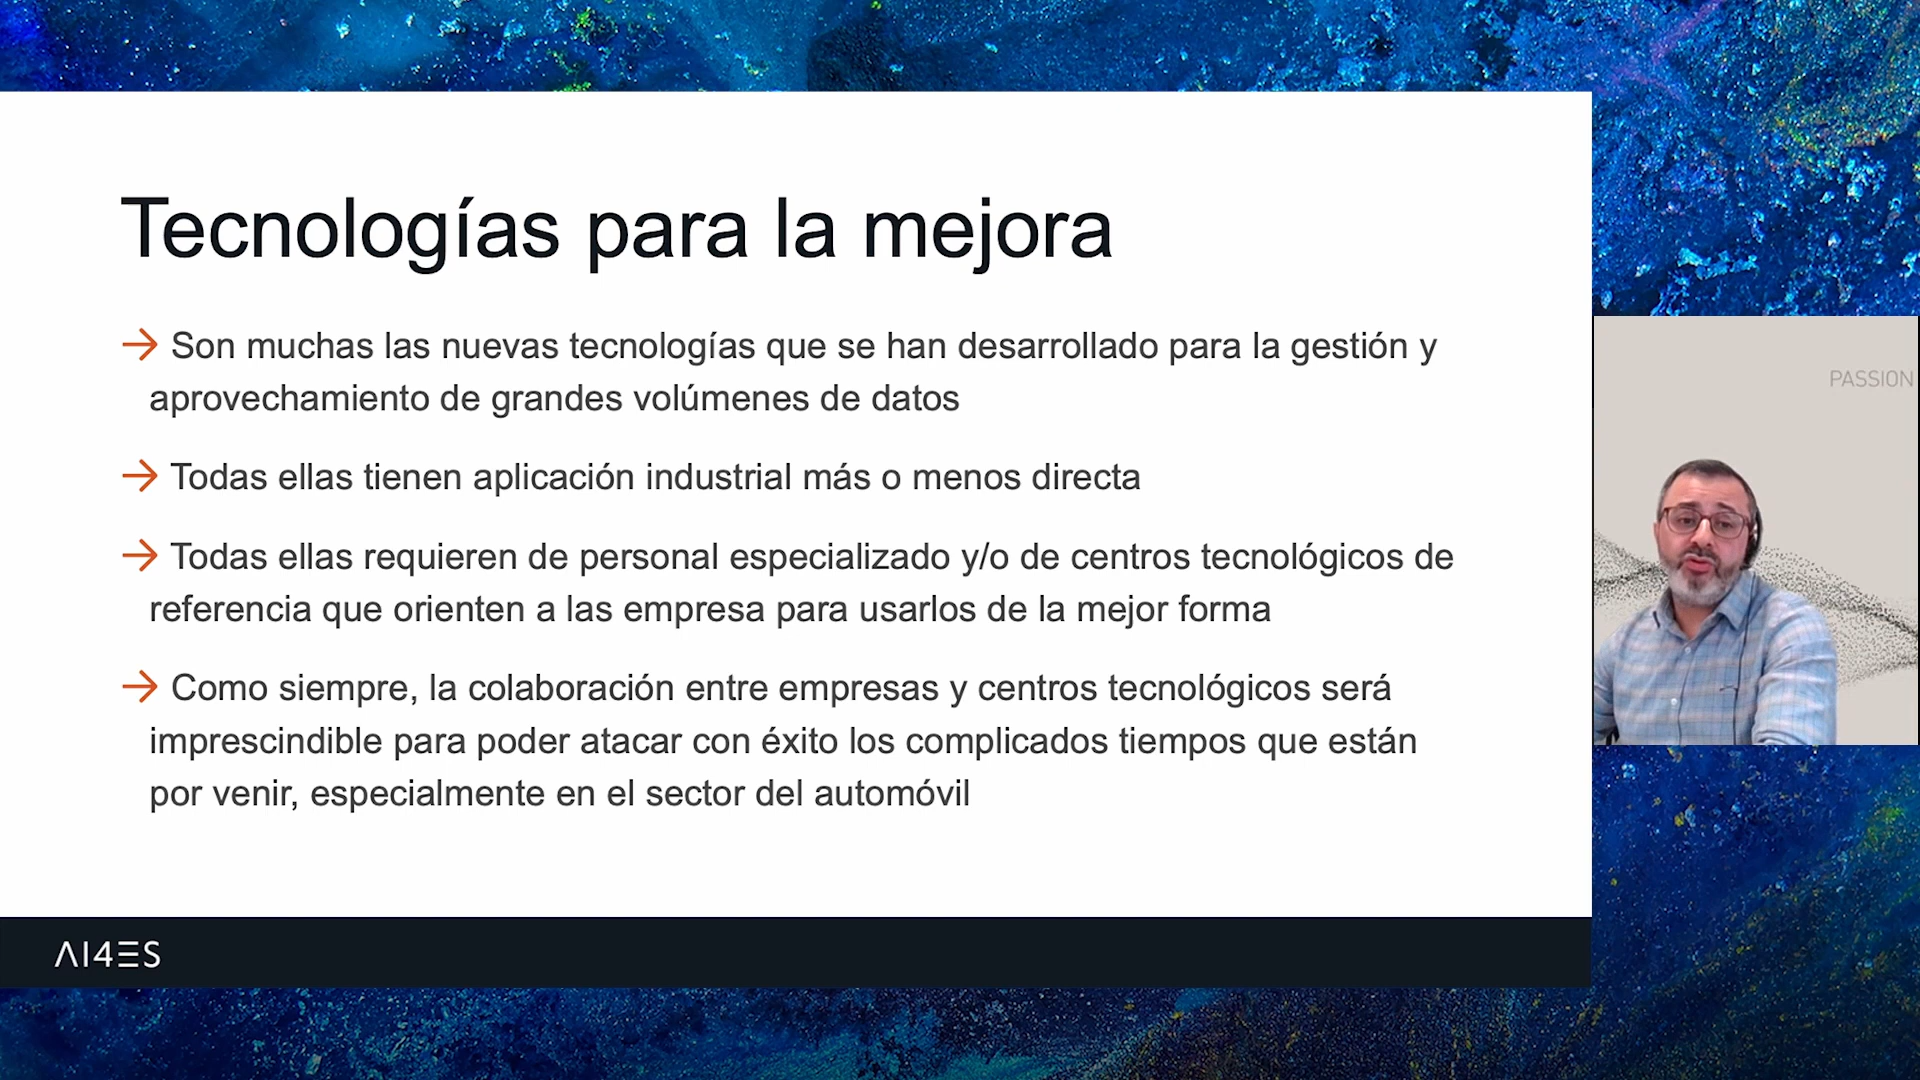 Tecnologías para la mejora
→ Son muchas las nuevas tecnologías que se han desarrollado para la gestión y
aprovechamiento de grandes volúmenes de datos
→ Todas ellas tienen aplicación industrial más o menos directa
→ Todas ellas requieren de personal especializado y/o de centros tecnológicos de
referencia que orienten a las empresa para usarlos de la mejor forma
→ Como siempre, la colaboración entre empresas y centros tecnológicos será
imprescindible para poder atacar con éxito los complicados tiempos que están
por venir, especialmente en el sector del automóvil
PASSION
AI4ES